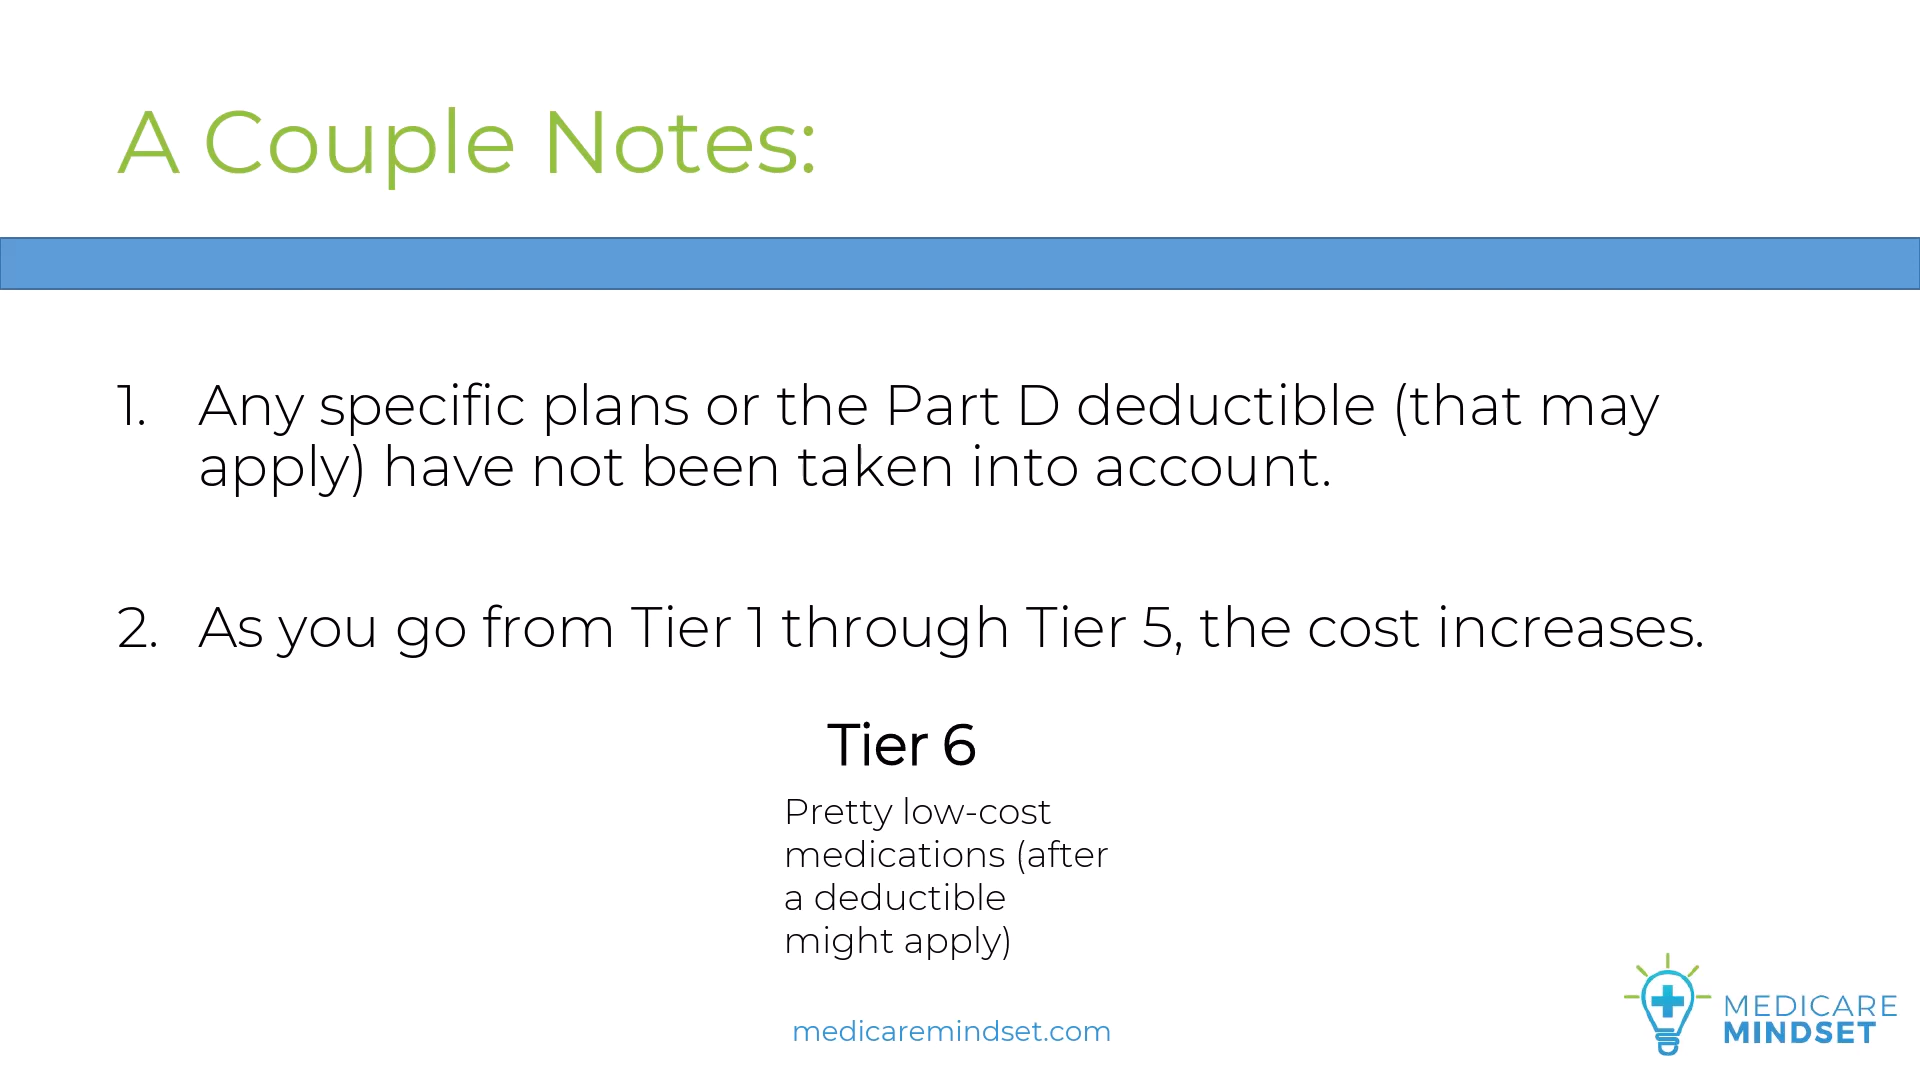 A Couple Notes:
1. Any specific plans or the Part D deductible (that may
apply) have not been taken into account.
2. As you go from Tier 1 through Tier 5, the cost increases.
Tier 6
Pretty low-cost
medications (after
a deductible
might apply)
medicaremindset.com
MEDICARE
MINDSET